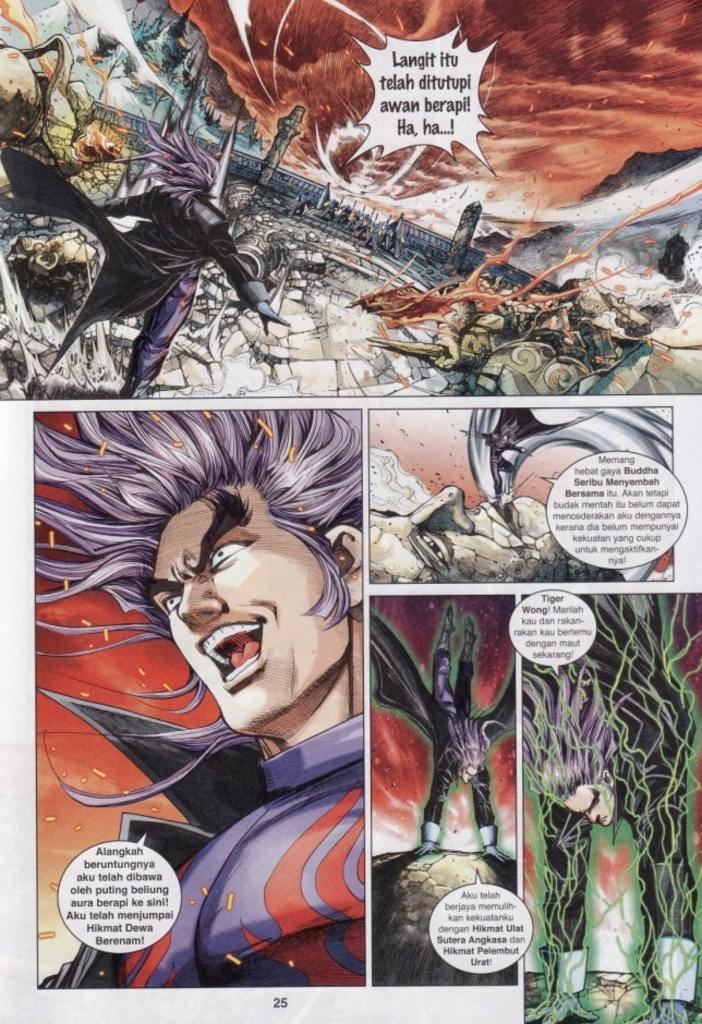 Langit itu
telah ditutupi
awan berapi!
Ha, ha...!
Memang
hebat gaya Buddha
Seribu Menyembah
Bersama itu. Akan tetapi
budak mentah itu belum dapat
mencederakan aku dengannya
kerana dia belum mempunyai
kekuatan yang cukup
untuk mengaktifkan-
nya!
Alangkah
beruntungnya
aku telah dibawa
oleh puting beliung
aura berapi ke sini!
Aku telah menjumpai
Hikmat Dewa
Berenam!
Tiger
Wong! Marilah
kau dan rakan-
rakan kau bertemu
dengan maut
sekarang!
Aku telah
berjaya memulih-
kan kekuatanku
dengan Hikmat Ulat
Sutera Angkasa dan
Hikmat Pelembut
Urat!
25